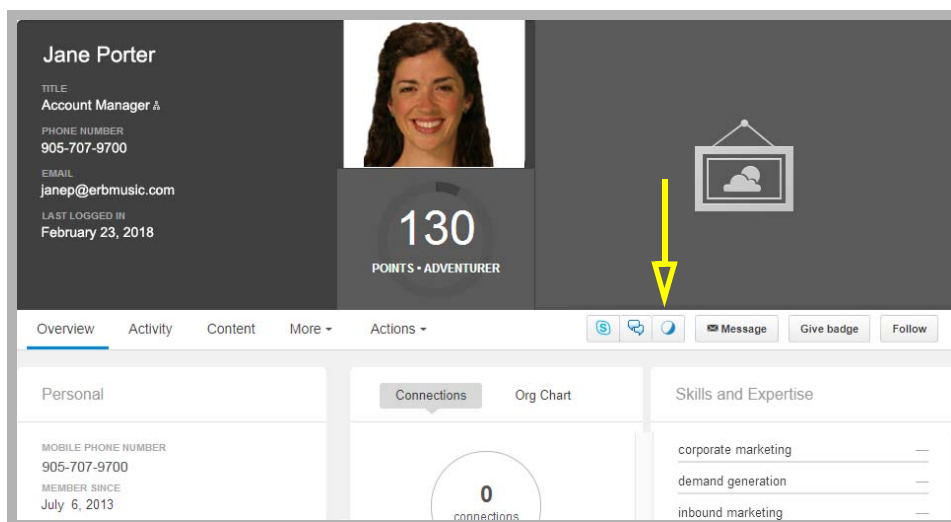 Jane Porter
TITLE
Account Manager
PHONE NUMBER
905-707-9700
EMAIL
janep@erbmusic.com
LAST LOGGED IN
February 23, 2018
130
POINTS • ADVENTURER
Overview Activity Content More Actions
S Message Give badge Follow
Personal
MOBILE PHONE NUMBER
905-707-9700
MEMBER SINCE
July 6, 2013
Connections Org Chart
0
connections
Skills and Expertise
corporate marketing —
demand generation —
inbound marketing —